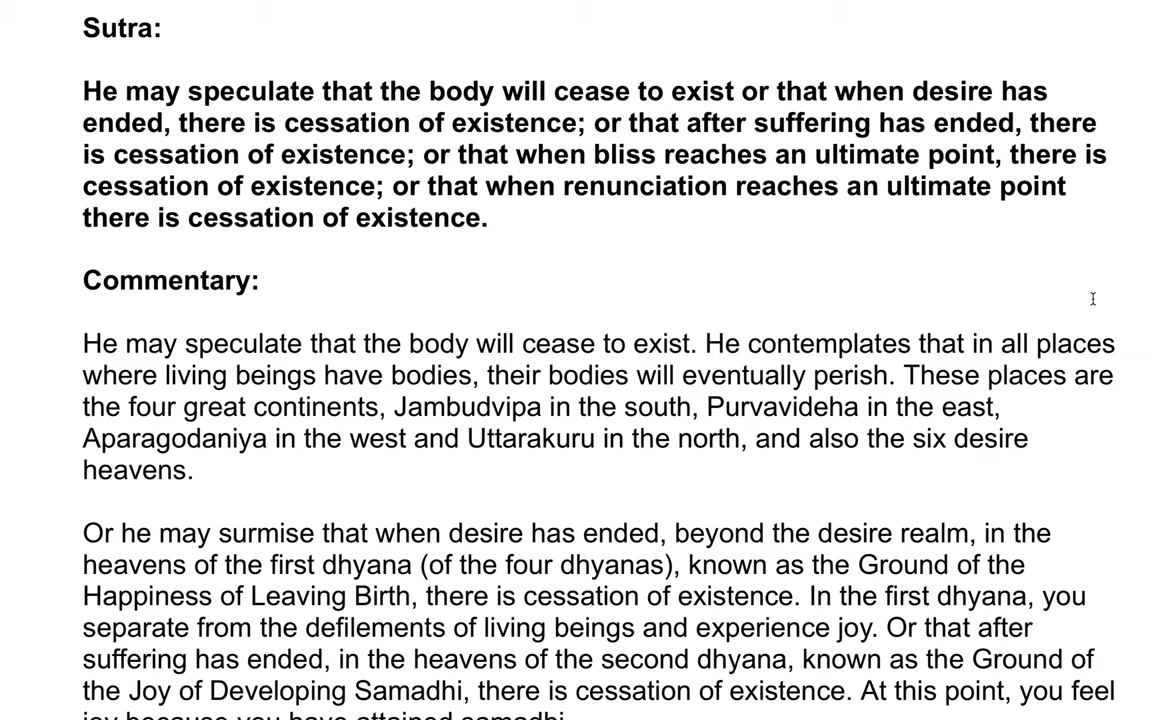 Sutra:
He may speculate that the body will cease to exist or that when desire has
ended, there is cessation of existence; or that after suffering has ended, there
is cessation of existence; or that when bliss reaches an ultimate point, there is
cessation of existence; or that when renunciation reaches an ultimate point
there is cessation of existence.
Commentary:
He may speculate that the body will cease to exist. He contemplates that in all places
where living beings have bodies, their bodies will eventually perish. These places are
the four great continents, Jambudvipa in the south, Purvavideha in the east,
Aparagodaniya in the west and Uttarakuru in the north, and also the six desire
heavens.
Or he may surmise that when desire has ended, beyond the desire realm, in the
heavens of the first dhyana (of the four dhyanas), known as the Ground of the
Happiness of Leaving Birth, there is cessation of existence. In the first dhyana, you
separate from the defilements of living beings and experience joy. Or that after
suffering has ended, in the heavens of the second dhyana, known as the Ground of
the Joy of Developing Samadhi, there is cessation of existence. At this point, you feel
joy because you have attained samadhi.